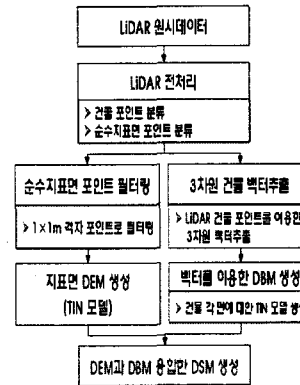 LiDAR 원시데이터
LiDAR 전처리
> 건물 포인트 분류
> 순수지표면 포인트 분류
순수지표면 포인트 필터링
> 1×1m 격자 포인트로 필터링
3차원 건물 벡터추출
> LiDAR 건물 포인트를 이용한
3차원 벡터추출
지표면 DEM 생성
(TIN 모델)
벡터를 이용한 DBM 생성
> 건물 각 면에 대한 TIN 모델 생성
DEM과 DBM 융합한 DSM 생성